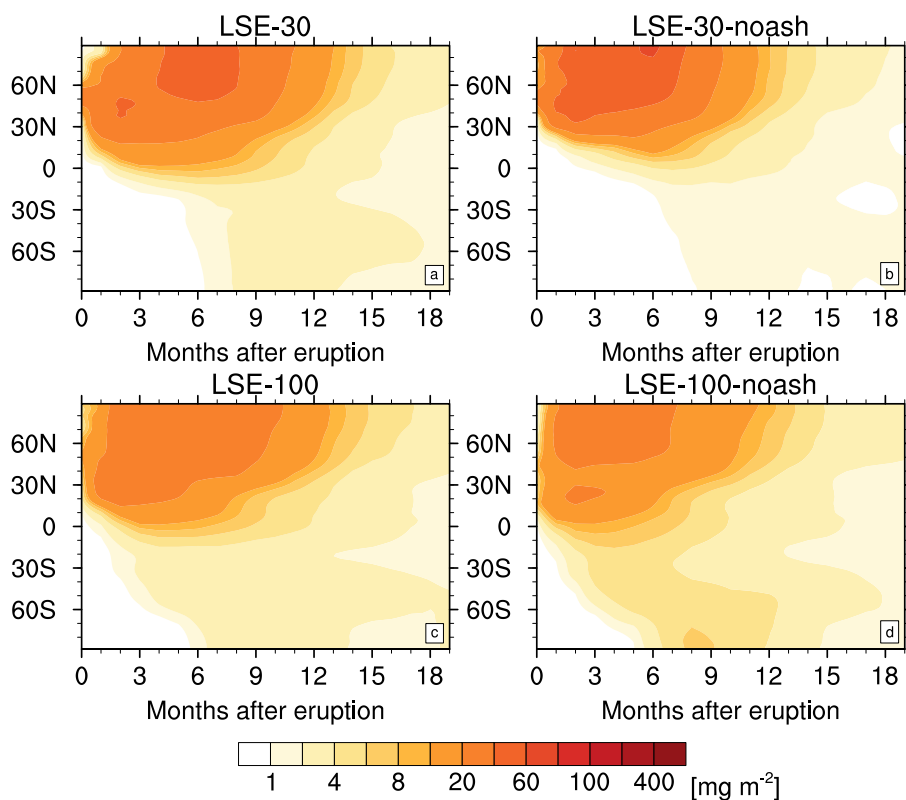 LSE-30
LSE-30-noash
60N
30N
0
30S
60S
a
0 3 6 9 12 15 18
Months after eruption
60N
30N
0
30S
60S
b
0 3 6 9 12 15 18
Months after eruption
LSE-100
LSE-100-noash
60N
30N
0
30S
60S
c
0 3 6 9 12 15 18
Months after eruption
60N
30N
0
30S
60S
d
0 3 6 9 12 15 18
Months after eruption
1 4 8 20 60 100 400 [mg m⁻²]